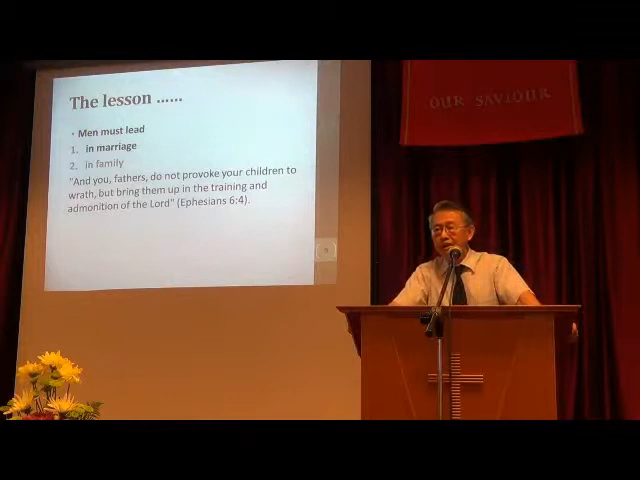 The lesson ......
• Men must lead
1. in marriage
2. in family
"And you, fathers, do not provoke your children to
wrath, but bring them up in the training and
admonition of the Lord" (Ephesians 6:4).
OUR SAVIOUR